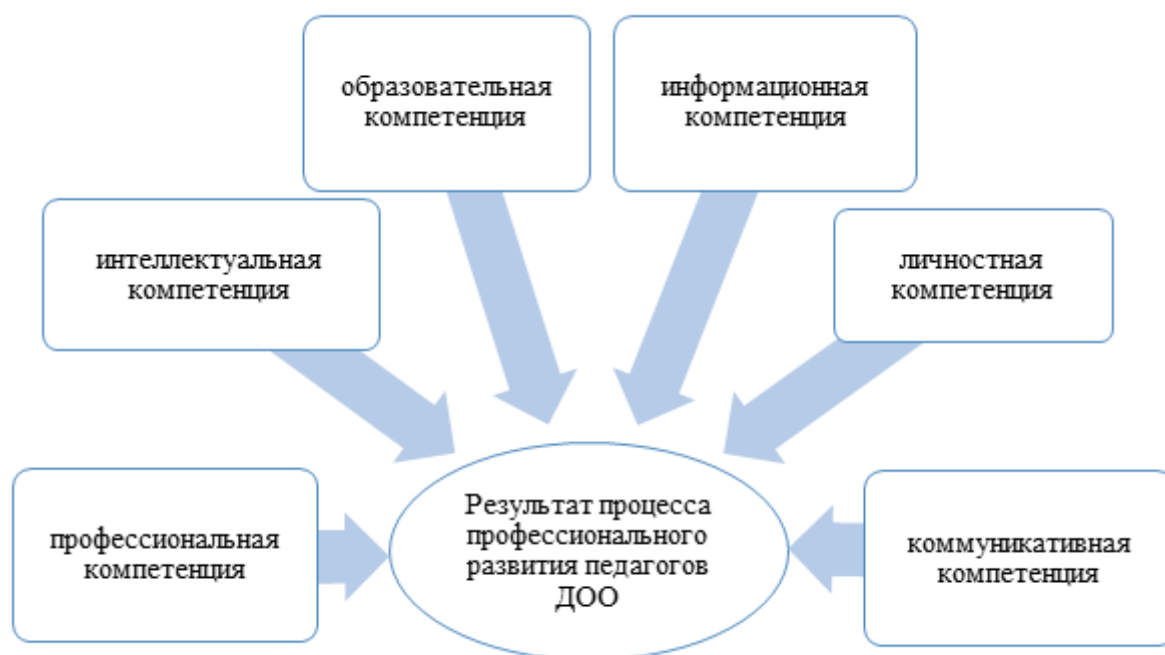 образовательная
компетенция
информационная
компетенция
интеллектуальная
компетенция
личностная
компетенция
профессиональная
компетенция
Результат процесса
профессионального
развития педагогов
ДОО
коммуникативная
компетенция